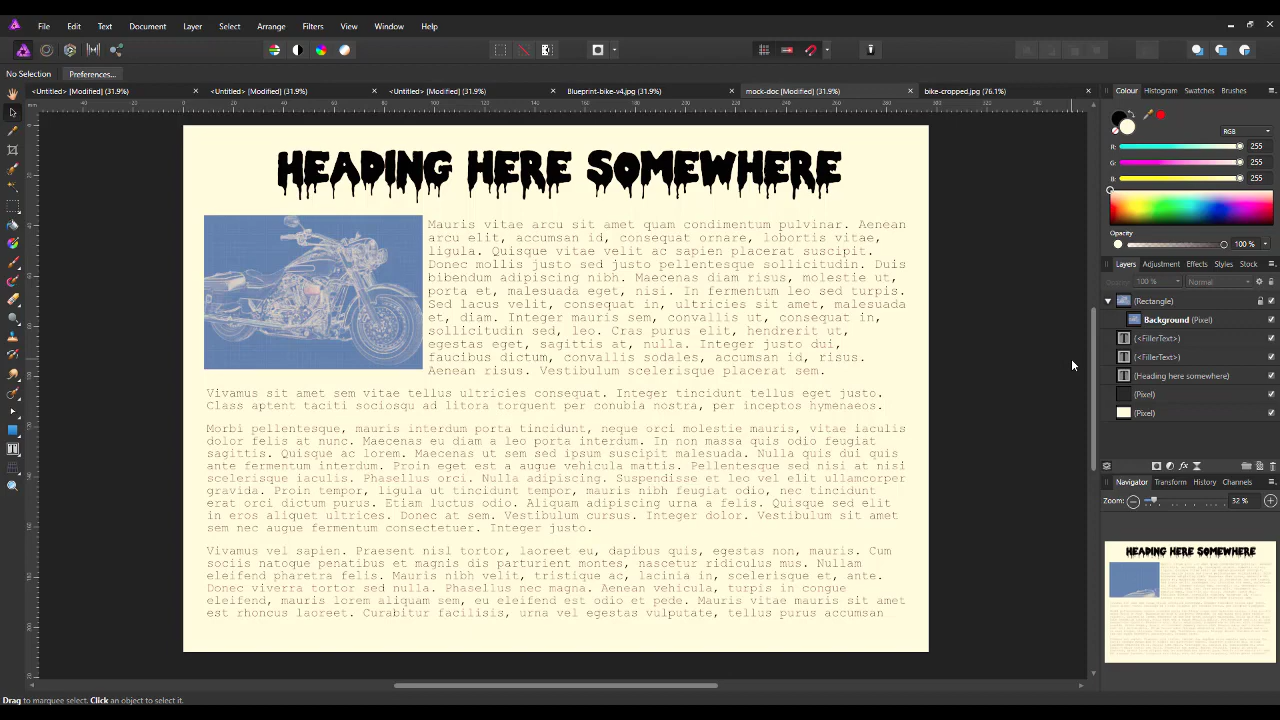 File Edit Text Document Layer Select Arrange Filters View Window Help
No Selection Preferences...
<Untitled> [Modified] (31.9%) <Untitled> [Modified] (31.9%) <Untitled> [Modified] (31.9%) Blueprint-bike-v4.jpg (31.9%) mock-doc [Modified] (31.9%) bike-cropped.jpg (76.1%)
HEADING HERE SOMEWHERE
Mauris vitae arcu sit amet quam condimentum pulvinar. Aenean
arcu elit, accumsan id, consequat ornare, lobortis vitae,
ligula. Quisque vitae velit ac sapien placerat suscipit.
Donec mollis justo sed justo pellentesque sollicitudin. Duis
bibendum adipiscing nibh. Maecenas diam risus, molestie ut,
porta et, malesuada eget, nisi. In fermentum leo sed turpis.
Sed lacus velit, consequat in, ultricies sit amet, malesuada
et, diam. Integer mauris sem, convallis ut, consequat in,
sollicitudin sed, leo. Cras purus elit, hendrerit ut,
egestas eget, sagittis at, nulla. Integer justo dui,
faucibus dictum, convallis sodales, accumsan id, risus.
Aenean risus. Vestibulum scelerisque placerat sem.
Vivamus sit amet sem vitae tellus ultricies consequat. Integer tincidunt tellus eget justo.
Class aptent taciti sociosqu ad litora torquent per conubia nostra, per inceptos hymenaeos.
Morbi pellentesque, mauris interdum porta tincidunt, neque orci molestie mauris, vitae iaculis
dolor felis at nunc. Maecenas eu diam a leo porta interdum. In non massa quis odio feugiat
sagittis. Quisque ac lorem. Maecenas ut sem sed ipsum suscipit malesuada. Nulla quis dui quis
ante fermentum interdum. Proin eget est a augue vehicula mattis. Pellentesque sed nisi at nisi
scelerisque iaculis. Phasellus orci. Nulla adipiscing. Suspendisse et leo vel elit ullamcorper
gravida. Proin tempor, ligula ut tincidunt tempor, mauris nibh feugiat odio, nec tincidunt
erat orci dictum purus. Etiam luctus odio. Aliquam adipiscing urna a felis. Quisque sed elit
in eros aliquet ultrices. Donec at sem. Vestibulum cursus. Integer dolor. Vestibulum sit amet
sem nec augue fermentum consectetuer. Integer justo.
Vivamus vel sapien. Praesent nisl tortor, laoreet eu, dapibus quis, egestas non, mauris. Cum
sociis natoque penatibus et magnis dis parturient montes, nascetur ridiculus mus. Nullam
eleifend pharetra felis. Mauris nibh velit, tristique ac, lacinia in, scelerisque et, ante.
Donec viverra tortor sed nulla. Phasellus nec magna. Aenean vehicula, turpis in congue
eleifend, mauris lorem aliquam sem, eu eleifend est odio et pede. Mauris vitae mauris sit amet
est rhoncus laoreet. Curabitur facilisis, purus vel egestas vulputate, tellus purus accumsan
Colour Histogram Swatches Brushes
RGB
R: 255
G: 255
B: 255
Opacity
100 %
Layers Adjustment Effects Styles Stock
100 % Normal
(Rectangle)
Background (Pixel)
(<FillerText>)
(<FillerText>)
(Heading here somewhere)
(Pixel)
(Pixel)
Navigator Transform History Channels
Zoom: 32 %
HEADING HERE SOMEWHERE
Drag to marquee select. Click an object to select it.